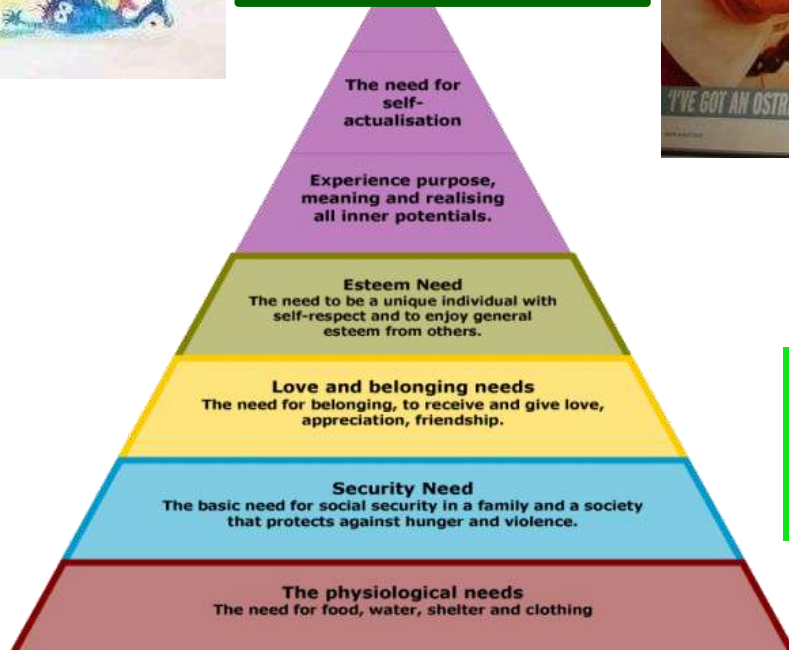 'I'VE GOT AN
The need for
self-
actualisation
Experience purpose,
meaning and realising
all inner potentials.
Esteem Need
The need to be a unique individual with
self-respect and to enjoy general
esteem from others.
Love and belonging needs
The need for belonging, to receive and give love,
appreciation, friendship.
Security Need
The basic need for social security in a family and a society
that protects against hunger and violence.
The physiological needs
The need for food, water, shelter and clothing